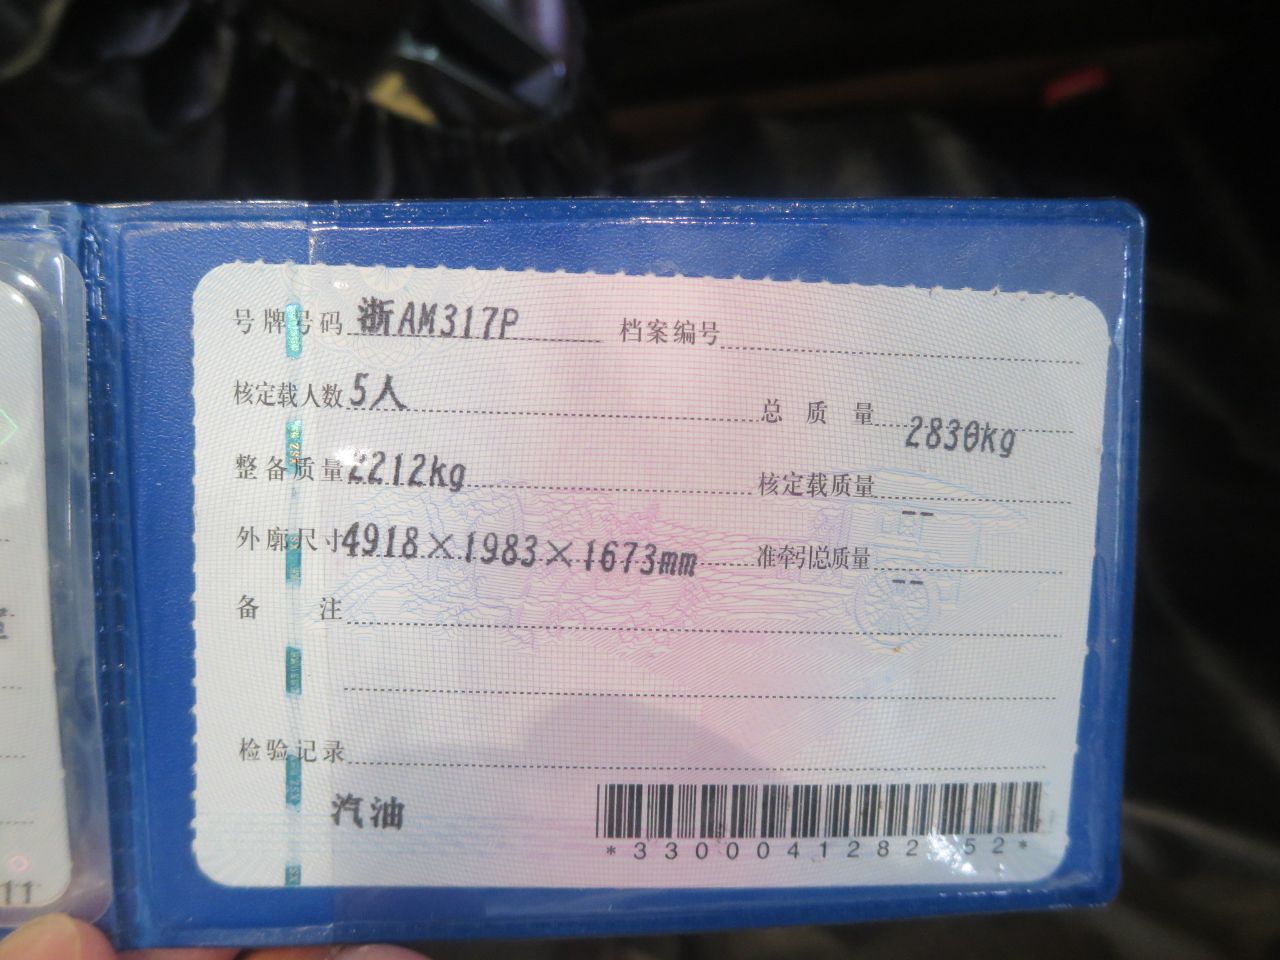 号牌号码 浙AM317P 档案编号
核定载人数 5人 总质量 2830kg
整备质量 2212kg 核定载质量 --
外廓尺寸 4918×1983×1673mm 准牵引总质量 --
备注
检验记录
汽油
11